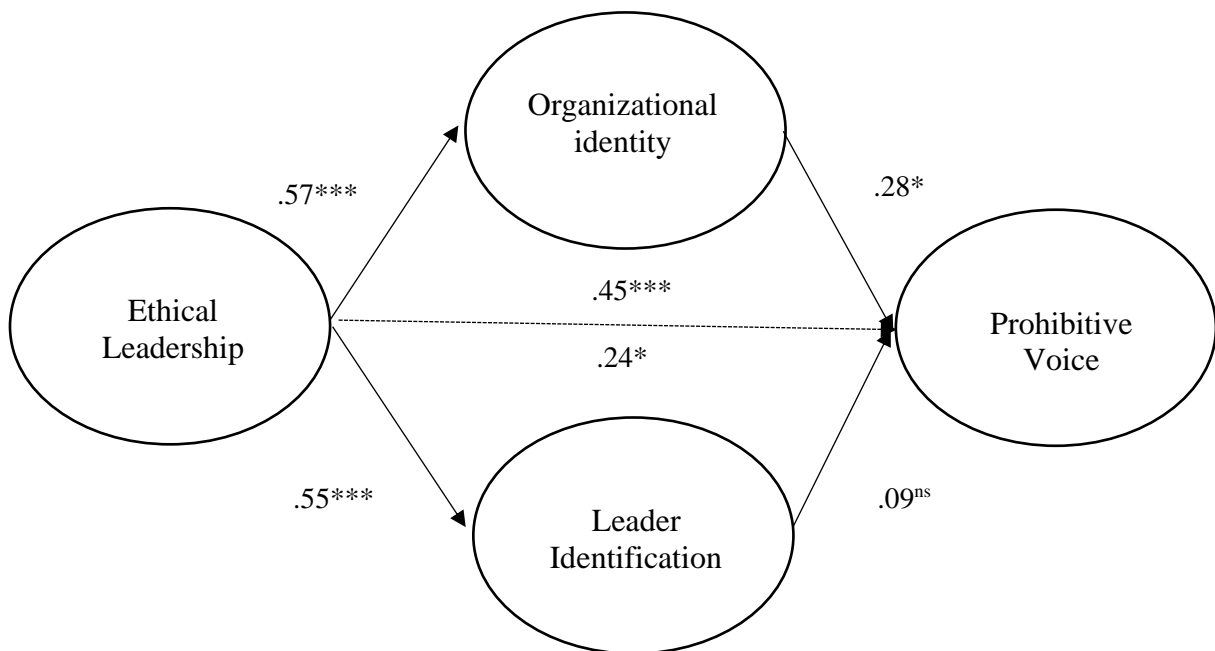 Organizational
identity
.57***
.28*
.45***
Ethical
Leadership
Prohibitive
Voice
.24*
.55***
.09ns
Leader
Identification